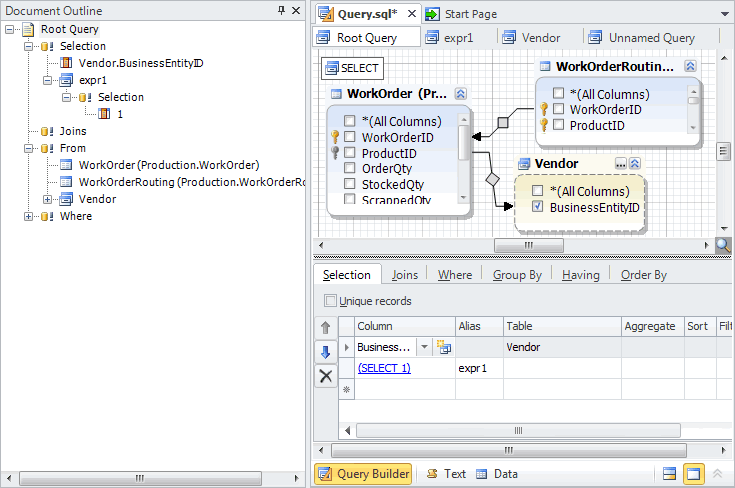 Document Outline
Root Query
Selection
Vendor.BusinessEntityID
expr1
Selection
1
Joins
From
WorkOrder (Production.WorkOrder)
WorkOrderRouting (Production.WorkOrderRo
Vendor
Where
Query.sql*
Start Page
Root Query
expr1
Vendor
Unnamed Query
SELECT
WorkOrder (Pr...
*(All Columns)
WorkOrderID
ProductID
OrderQty
StockedQty
ScrappedQty
WorkOrderRoutin...
*(All Columns)
WorkOrderID
ProductID
Vendor
*(All Columns)
BusinessEntityID
Selection Joins Where Group By Having Order By
Unique records
Column Alias Table Aggregate Sort Filt
Business... Vendor
(SELECT 1) expr1
Query Builder Text Data